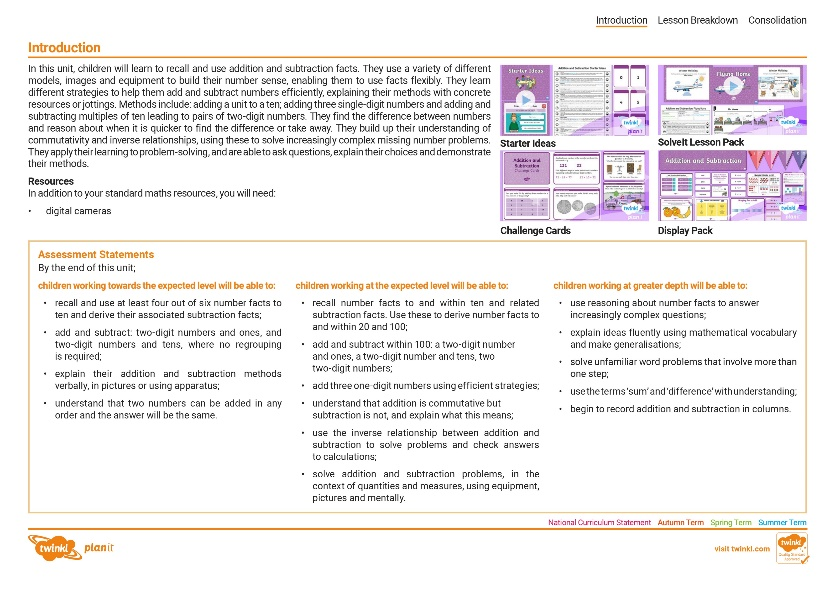 Introduction Lesson Breakdown Consolidation
Introduction
In this unit, children will learn to recall and use addition and subtraction facts. They use a variety of different
models, images and equipment to build their number sense, enabling them to use facts flexibly. They learn
different strategies to help them add and subtract numbers efficiently, explaining their methods with concrete
resources or jottings. Methods include: adding a unit to a ten; adding three single-digit numbers and adding and
subtracting multiples of ten leading to pairs of two-digit numbers. They find the difference between numbers
and reason about when it is quicker to find the difference or take away. They build up their understanding of
commutativity and inverse relationships, using these to solve increasingly complex missing number problems.
They apply their learning to problem-solving, and are able to ask questions, explain their choices and demonstrate
their methods.
Resources
In addition to your standard maths resources, you will need:
• digital cameras
Starter Ideas
Flying Home
Starter Ideas
SolveIt Lesson Pack
Addition and
Subtraction
Challenge Cards
Addition and Subtraction
Challenge Cards
Display Pack
Assessment Statements
By the end of this unit;
children working towards the expected level will be able to:
• recall and use at least four out of six number facts to
ten and derive their associated subtraction facts;
• add and subtract: two-digit numbers and ones, and
two-digit numbers and tens, where no regrouping
is required;
• explain their addition and subtraction methods
verbally, in pictures or using apparatus;
• understand that two numbers can be added in any
order and the answer will be the same.
children working at the expected level will be able to:
• recall number facts to and within ten and related
subtraction facts. Use these to derive number facts to
and within 20 and 100;
• add and subtract within 100: a two-digit number
and ones, a two-digit number and tens, two
two-digit numbers;
• add three one-digit numbers using efficient strategies;
• understand that addition is commutative but
subtraction is not, and explain what this means;
• use the inverse relationship between addition and
subtraction to solve problems and check answers
to calculations;
• solve addition and subtraction problems, in the
context of quantities and measures, using equipment,
pictures and mentally.
children working at greater depth will be able to:
• use reasoning about number facts to answer
increasingly complex questions;
• explain ideas fluently using mathematical vocabulary
and make generalisations;
• solve unfamiliar word problems that involve more than
one step;
• use the terms 'sum' and 'difference' with understanding;
• begin to record addition and subtraction in columns.
National Curriculum Statement Autumn Term Spring Term Summer Term
twinkl planit
visit twinkl.com
twinkl